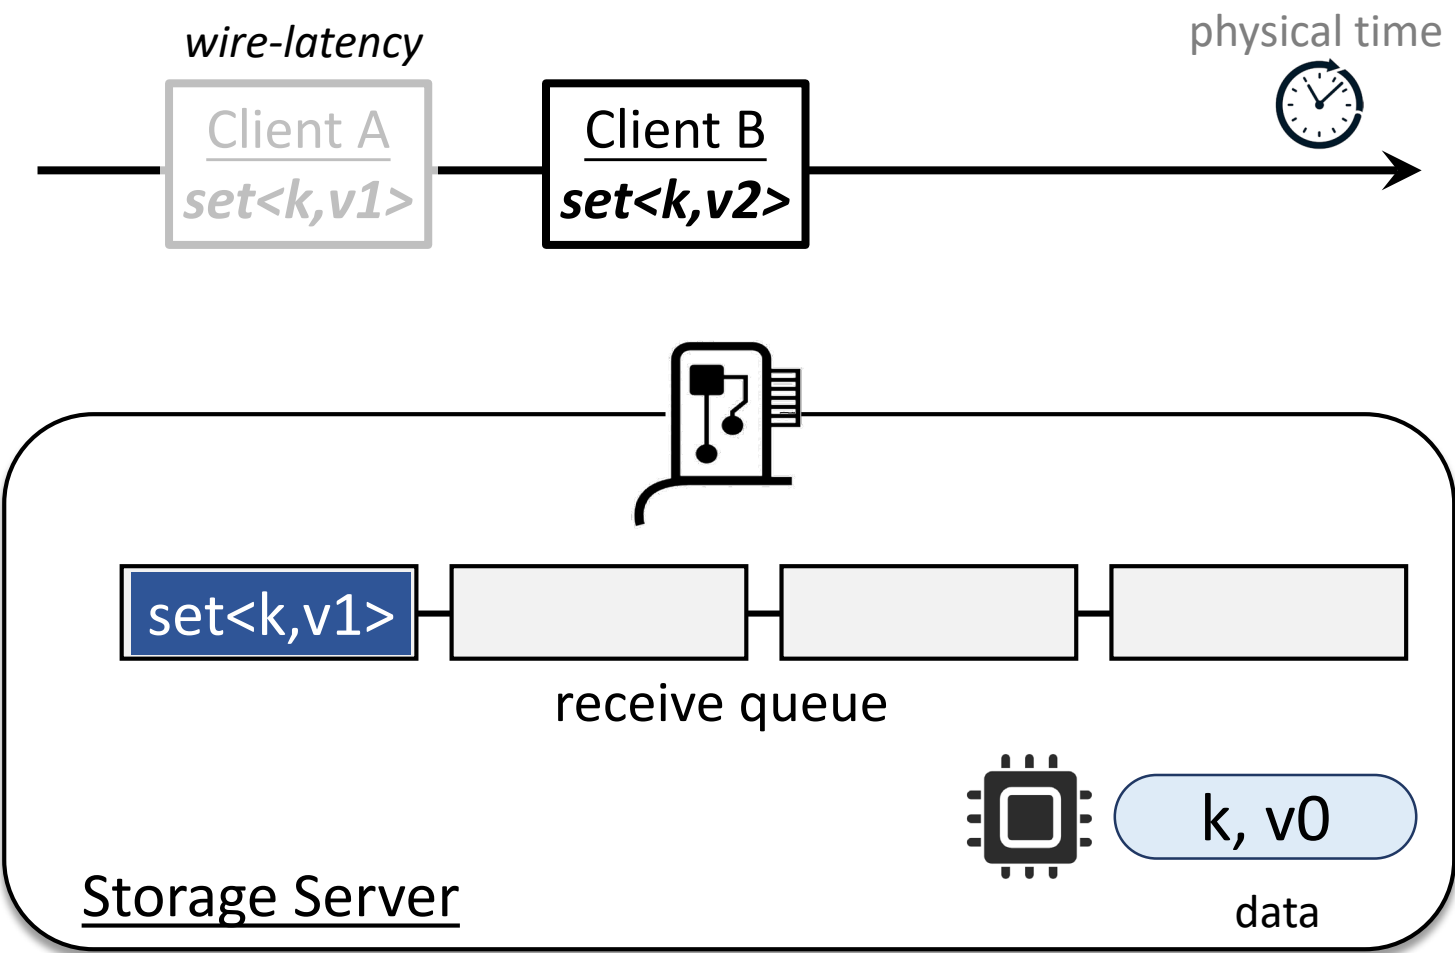 wire-latency
physical time
Client A
set<k,v1>
Client B
set<k,v2>
set<k,v1>
receive queue
k, v0
Storage Server
data